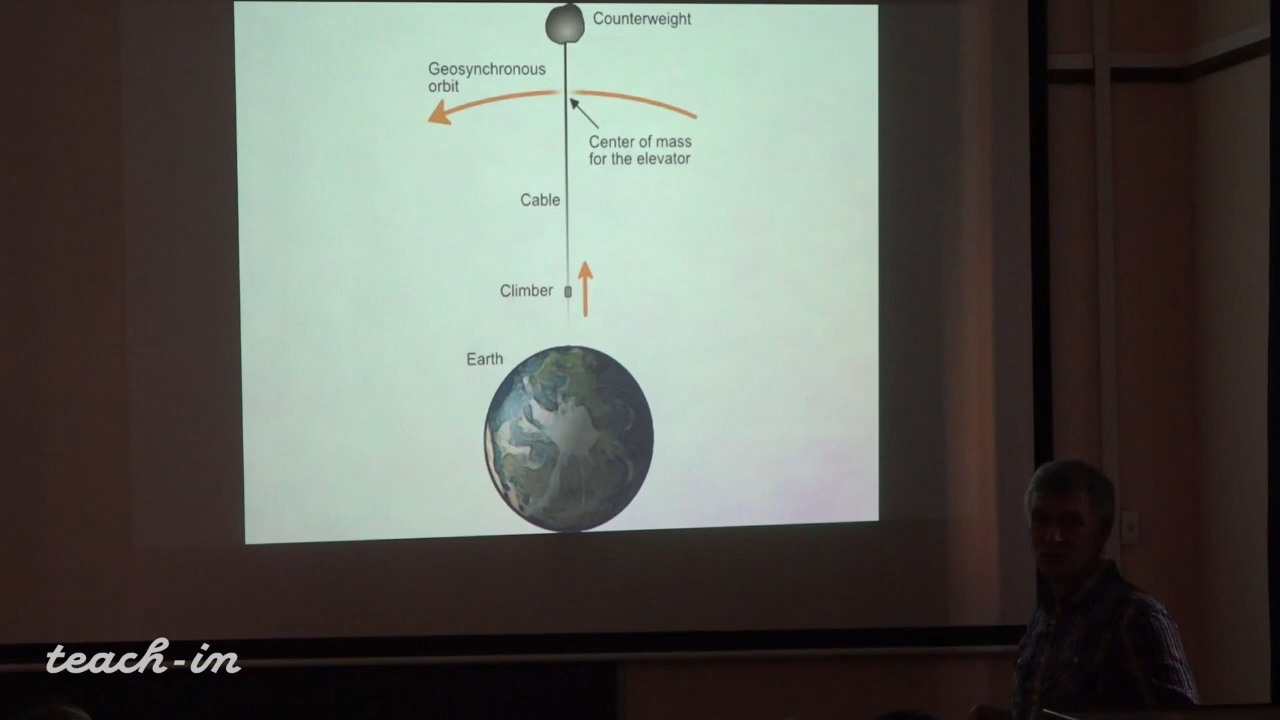 Counterweight
Geosynchronous
orbit
Center of mass
for the elevator
Cable
Climber
Earth
teach-in